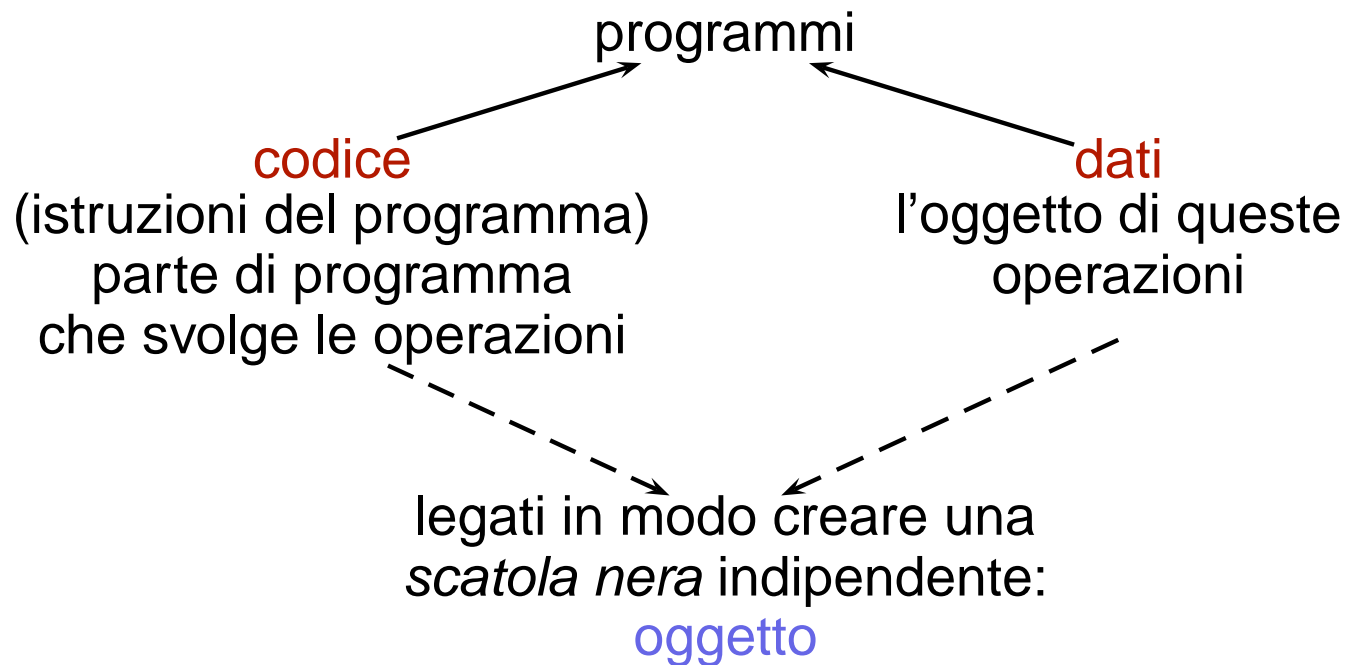 programmi
codice
(istruzioni del programma)
parte di programma
che svolge le operazioni
dati
l'oggetto di queste
operazioni
legati in modo creare una
scatola nera indipendente:
oggetto